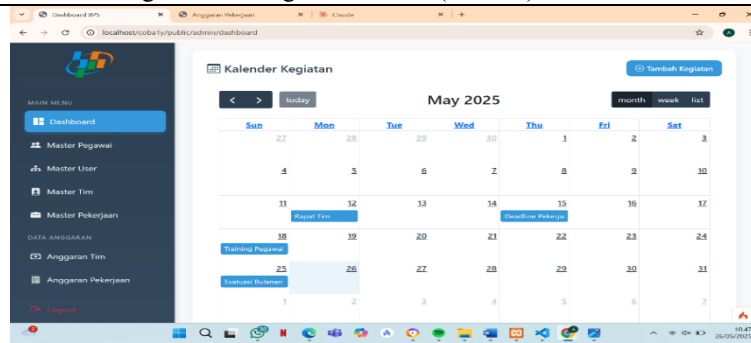 Dashboard BPS
Anggaran Pekerjaan
Claude
localhost/coba1y/public/admin/dashboard
MAIN MENU
Dashboard
Master Pegawai
Master User
Master Tim
Master Pekerjaan
DATA ANGGARAN
Anggaran Tim
Anggaran Pekerjaan
Logout
Kalender Kegiatan
Tambah Kegiatan
today
May 2025
month week list
Sun Mon Tue Wed Thu Fri Sat
27 28 29 30 1 2 3
4 5 6 7 8 9 10
11 12 13 14 15 16 17
Rapat Tim
Deadline Pekerja
18 19 20 21 22 23 24
Training Pegawai
25 26 27 28 29 30 31
Evaluasi Bulanan
1 2 3 4 5 6 7
10:47
26/05/2025